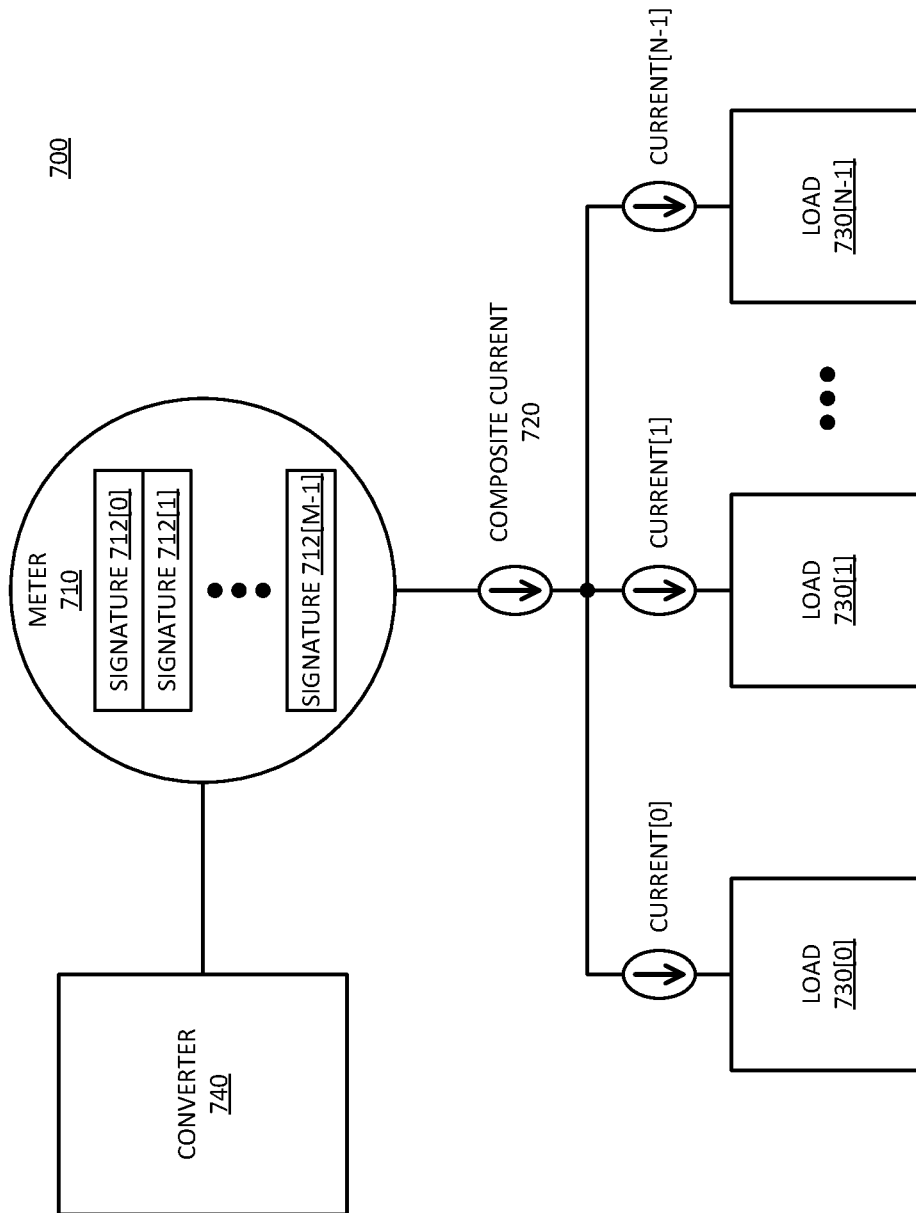 700
METER
710
SIGNATURE 712[0]
SIGNATURE 712[1]
SIGNATURE 712[M-1]
CONVERTER
740
COMPOSITE CURRENT
720
CURRENT[0]
CURRENT[1]
CURRENT[N-1]
LOAD
730[0]
LOAD
730[1]
LOAD
730[N-1]